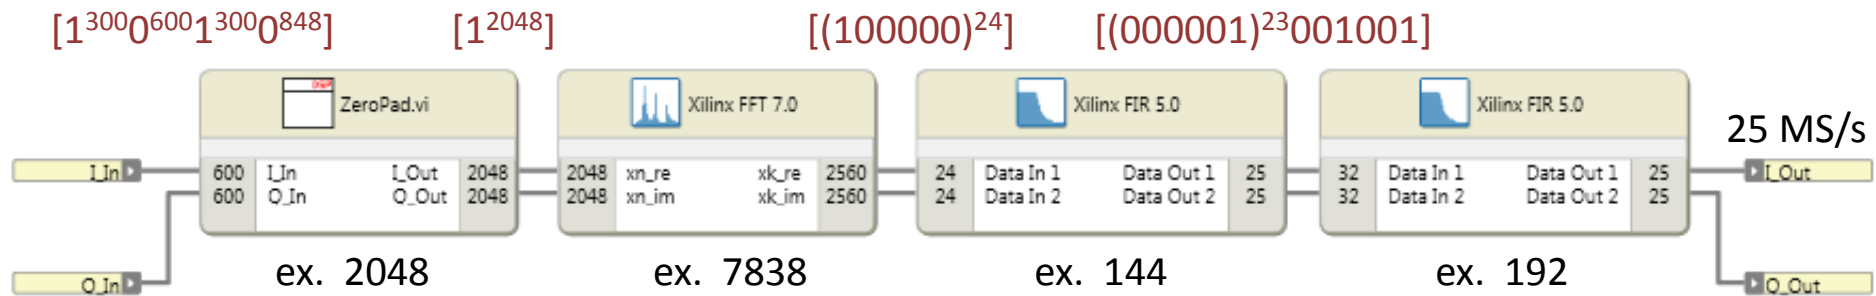 [1³⁰⁰0⁶⁰⁰1³⁰⁰0⁸⁴⁸] [1²⁰⁴⁸] [(100000)²⁴] [(000001)²³001001]
ZeroPad.vi Xilinx FFT 7.0 Xilinx FIR 5.0 Xilinx FIR 5.0
25 MS/s
I_In 600 I_In I_Out 2048 2048 xn_re xk_re 2560 24 Data In 1 Data Out 1 25 32 Data In 1 Data Out 1 25 I_Out
600 Q_In Q_Out 2048 2048 xn_im xk_im 2560 24 Data In 2 Data Out 2 25 32 Data In 2 Data Out 2 25
ex. 2048 ex. 7838 ex. 144 ex. 192
Q_In Q_Out